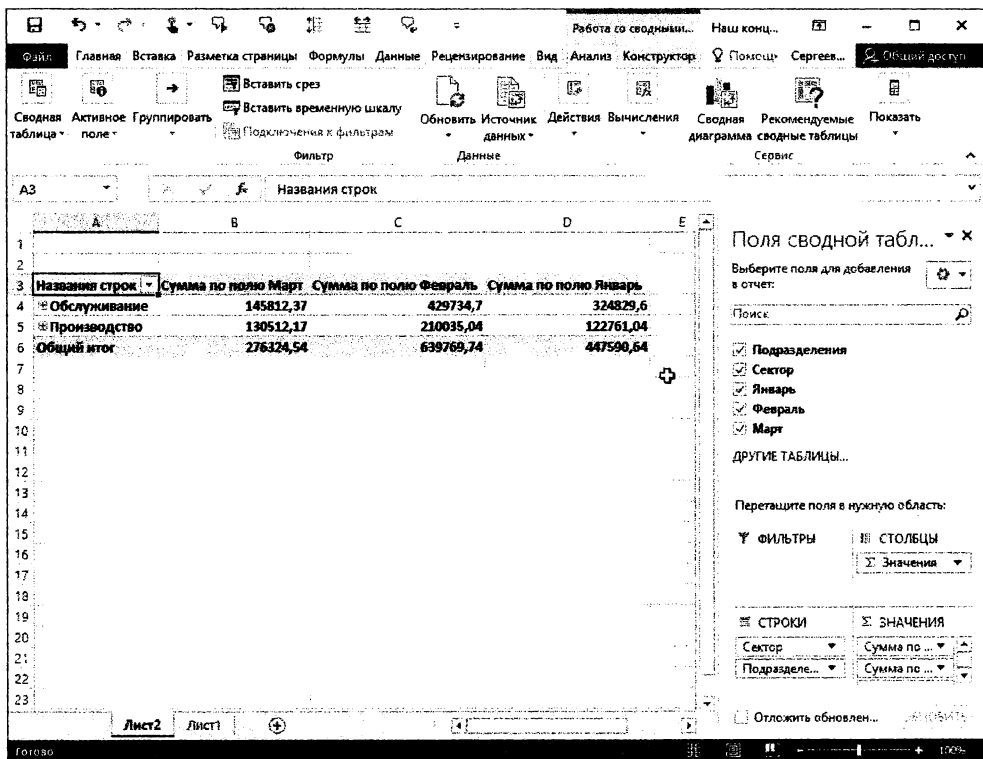 Работа со сводными... Наш конц...
Файл Главная Вставка Разметка страницы Формулы Данные Рецензирование Вид Анализ Конструктор Помощь Сергеев... Общий доступ
Сводная таблица
Активное поле
Группировать
Вставить срез
Вставить временную шкалу
Подключения к фильтрам
Фильтр
Обновить Источник данных
Данные
Действия Вычисления
Сводная диаграмма
Рекомендуемые сводные таблицы
Сервис
Показать
A3 fx Названия строк
A B C D E
1
2
3 Названия строк Сумма по полю Март Сумма по полю Февраль Сумма по полю Январь
4 Обслуживание 145812,37 429734,7 324829,6
5 Производство 130512,17 210035,04 122761,04
6 Общий итог 276324,54 639769,74 447590,64
7
8
9
10
11
12
13
14
15
16
17
18
19
20
21
22
23
Поля сводной табл...
Выберите поля для добавления
в отчет:
Поиск
Подразделения
Сектор
Январь
Февраль
Март
ДРУГИЕ ТАБЛИЦЫ...
Перетащите поля в нужную область:
ФИЛЬТРЫ
СТОЛБЦЫ
Σ Значения
СТРОКИ
Сектор
Подразделе...
Σ ЗНАЧЕНИЯ
Сумма по ...
Сумма по ...
Отложить обновлен... ОБНОВИТЬ
Лист2 Лист1
Готово
100%